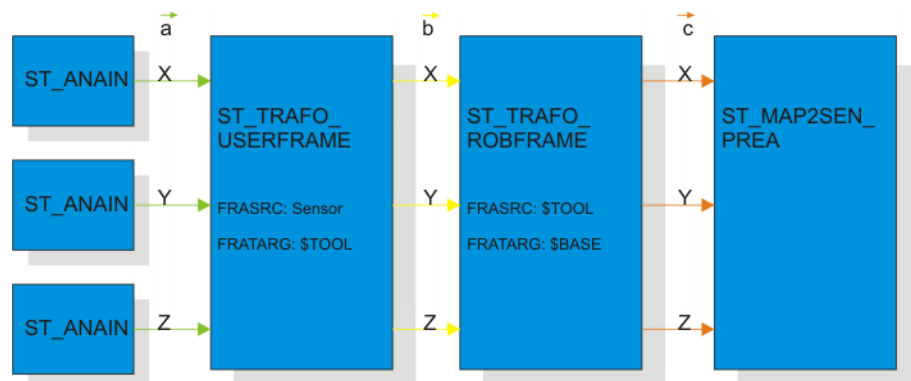 a
b
c
ST_ANAIN
X
ST_TRAFO_
USERFRAME
FRASRC: Sensor
FRATARG: $TOOL
X
ST_TRAFO_
ROBFRAME
FRASRC: $TOOL
FRATARG: $BASE
X
ST_MAP2SEN_
PREA
ST_ANAIN
Y
Y
Y
ST_ANAIN
Z
Z
Z